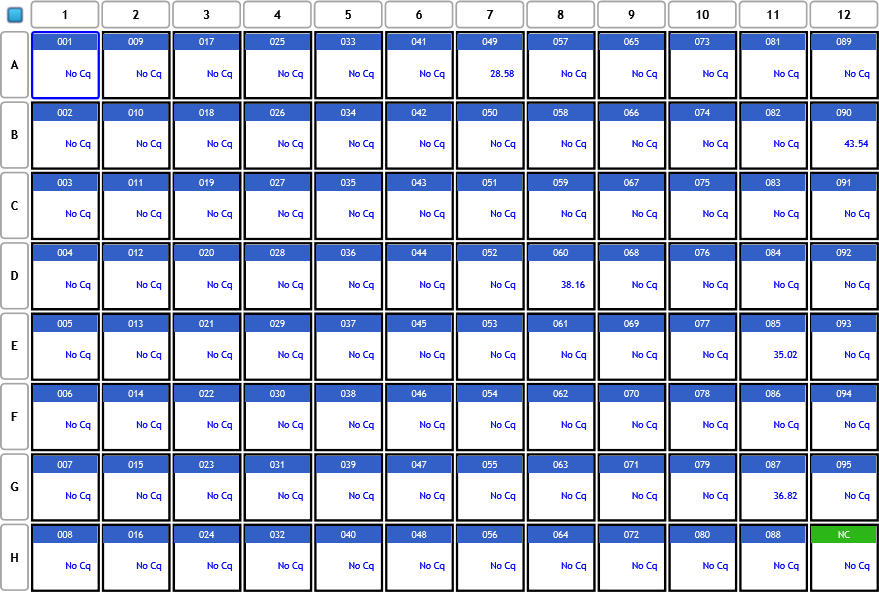 1 2 3 4 5 6 7 8 9 10 11 12
A 001 009 017 025 033 041 049 057 065 073 081 089
No Cq No Cq No Cq No Cq No Cq No Cq 28.58 No Cq No Cq No Cq No Cq No Cq
B 002 010 018 026 034 042 050 058 066 074 082 090
No Cq No Cq No Cq No Cq No Cq No Cq No Cq No Cq No Cq No Cq No Cq 43.54
C 003 011 019 027 035 043 051 059 067 075 083 091
No Cq No Cq No Cq No Cq No Cq No Cq No Cq No Cq No Cq No Cq No Cq No Cq
D 004 012 020 028 036 044 052 060 068 076 084 092
No Cq No Cq No Cq No Cq No Cq No Cq No Cq 38.16 No Cq No Cq No Cq No Cq
E 005 013 021 029 037 045 053 061 069 077 085 093
No Cq No Cq No Cq No Cq No Cq No Cq No Cq No Cq No Cq No Cq 35.02 No Cq
F 006 014 022 030 038 046 054 062 070 078 086 094
No Cq No Cq No Cq No Cq No Cq No Cq No Cq No Cq No Cq No Cq No Cq No Cq
G 007 015 023 031 039 047 055 063 071 079 087 095
No Cq No Cq No Cq No Cq No Cq No Cq No Cq No Cq No Cq No Cq 36.82 No Cq
H 008 016 024 032 040 048 056 064 072 080 088 NC
No Cq No Cq No Cq No Cq No Cq No Cq No Cq No Cq No Cq No Cq No Cq No Cq